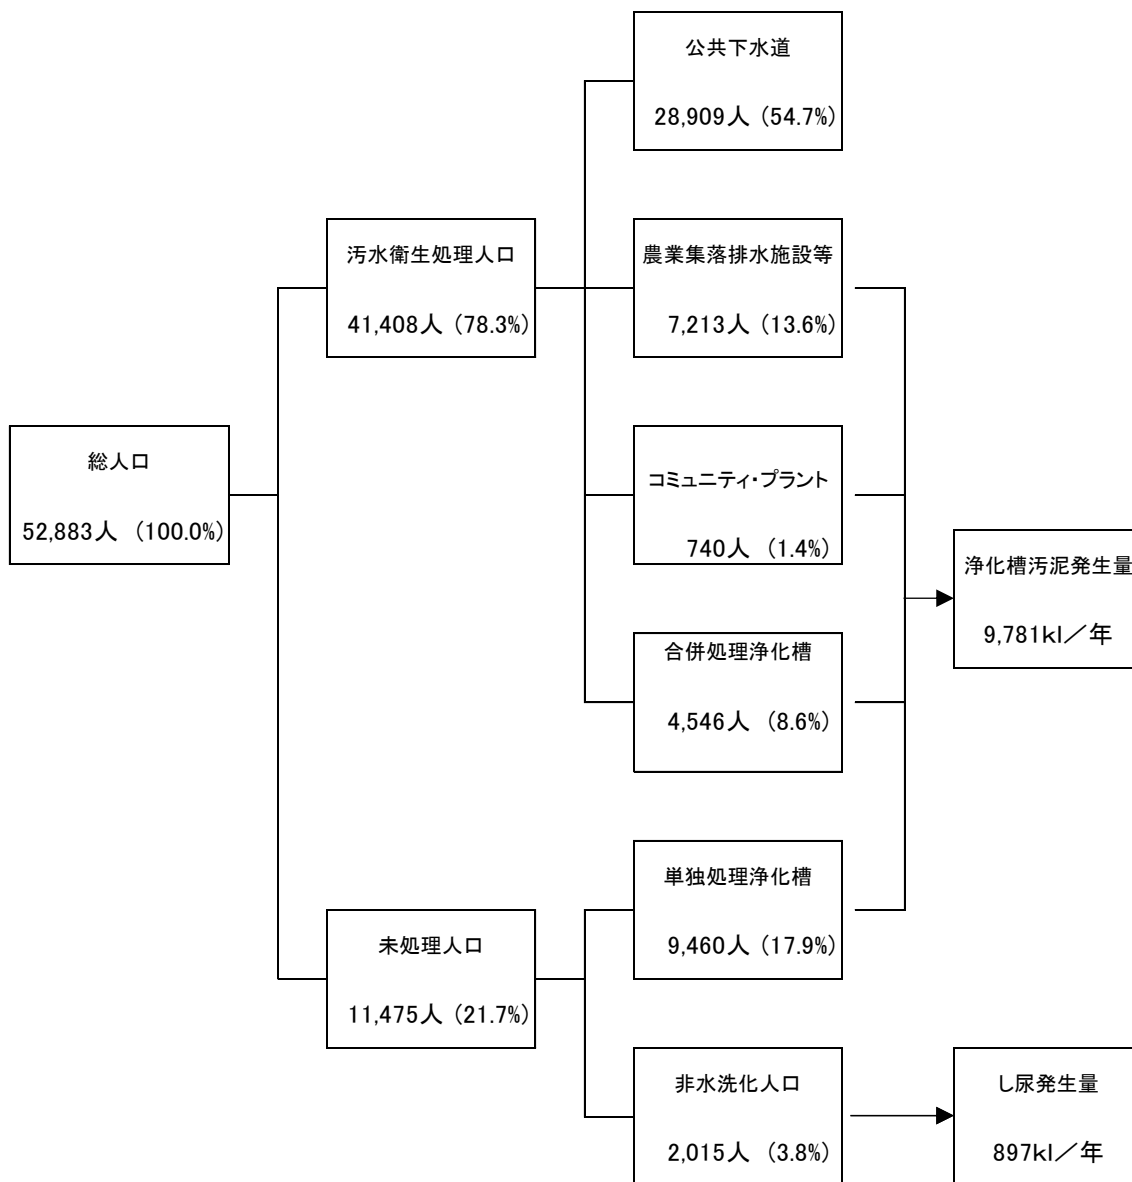 公共下水道
28,909人 (54.7%)
汚水衛生処理人口
41,408人 (78.3%)
農業集落排水施設等
7,213人 (13.6%)
総人口
52,883人 (100.0%)
コミュニティ・プラント
740人 (1.4%)
浄化槽汚泥発生量
9,781kl／年
合併処理浄化槽
4,546人 (8.6%)
単独処理浄化槽
9,460人 (17.9%)
未処理人口
11,475人 (21.7%)
非水洗化人口
2,015人 (3.8%)
し尿発生量
897kl／年